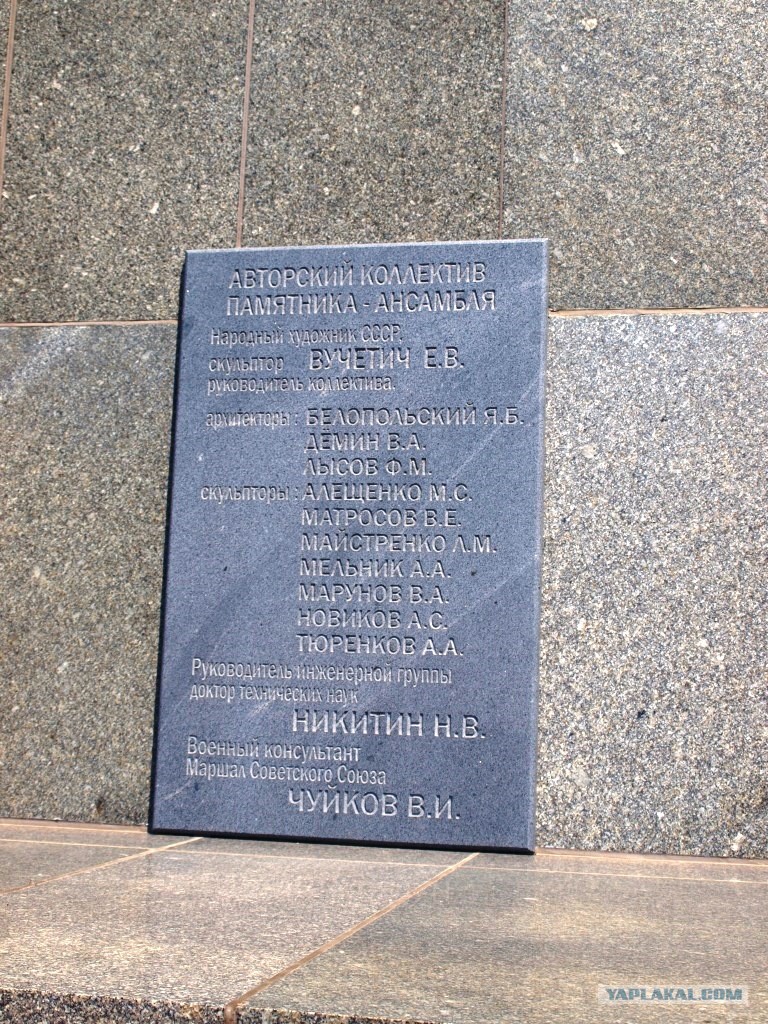 АВТОРСКИЙ КОЛЛЕКТИВ
ПАМЯТНИКА - АНСАМБЛЯ
Народный художник СССР,
скульптор ВУЧЕТИЧ Е.В.
руководитель коллектива.
архитекторы: БЕЛОПОЛЬСКИЙ Я.Б.
ДЁМИН В.А.
ЛЫСОВ Ф.М.
скульпторы: АЛЕЩЕНКО М.С.
МАТРОСОВ В.Е.
МАЙСТРЕНКО Л.М.
МЕЛЬНИК А.А.
МАРУНОВ В.А.
НОВИКОВ А.С.
ТЮРЕНКОВ А.А.
Руководитель инженерной группы
доктор технических наук
НИКИТИН Н.В.
Военный консультант
Маршал Советского Союза
ЧУЙКОВ В.И.
YAPLAKAL.COM